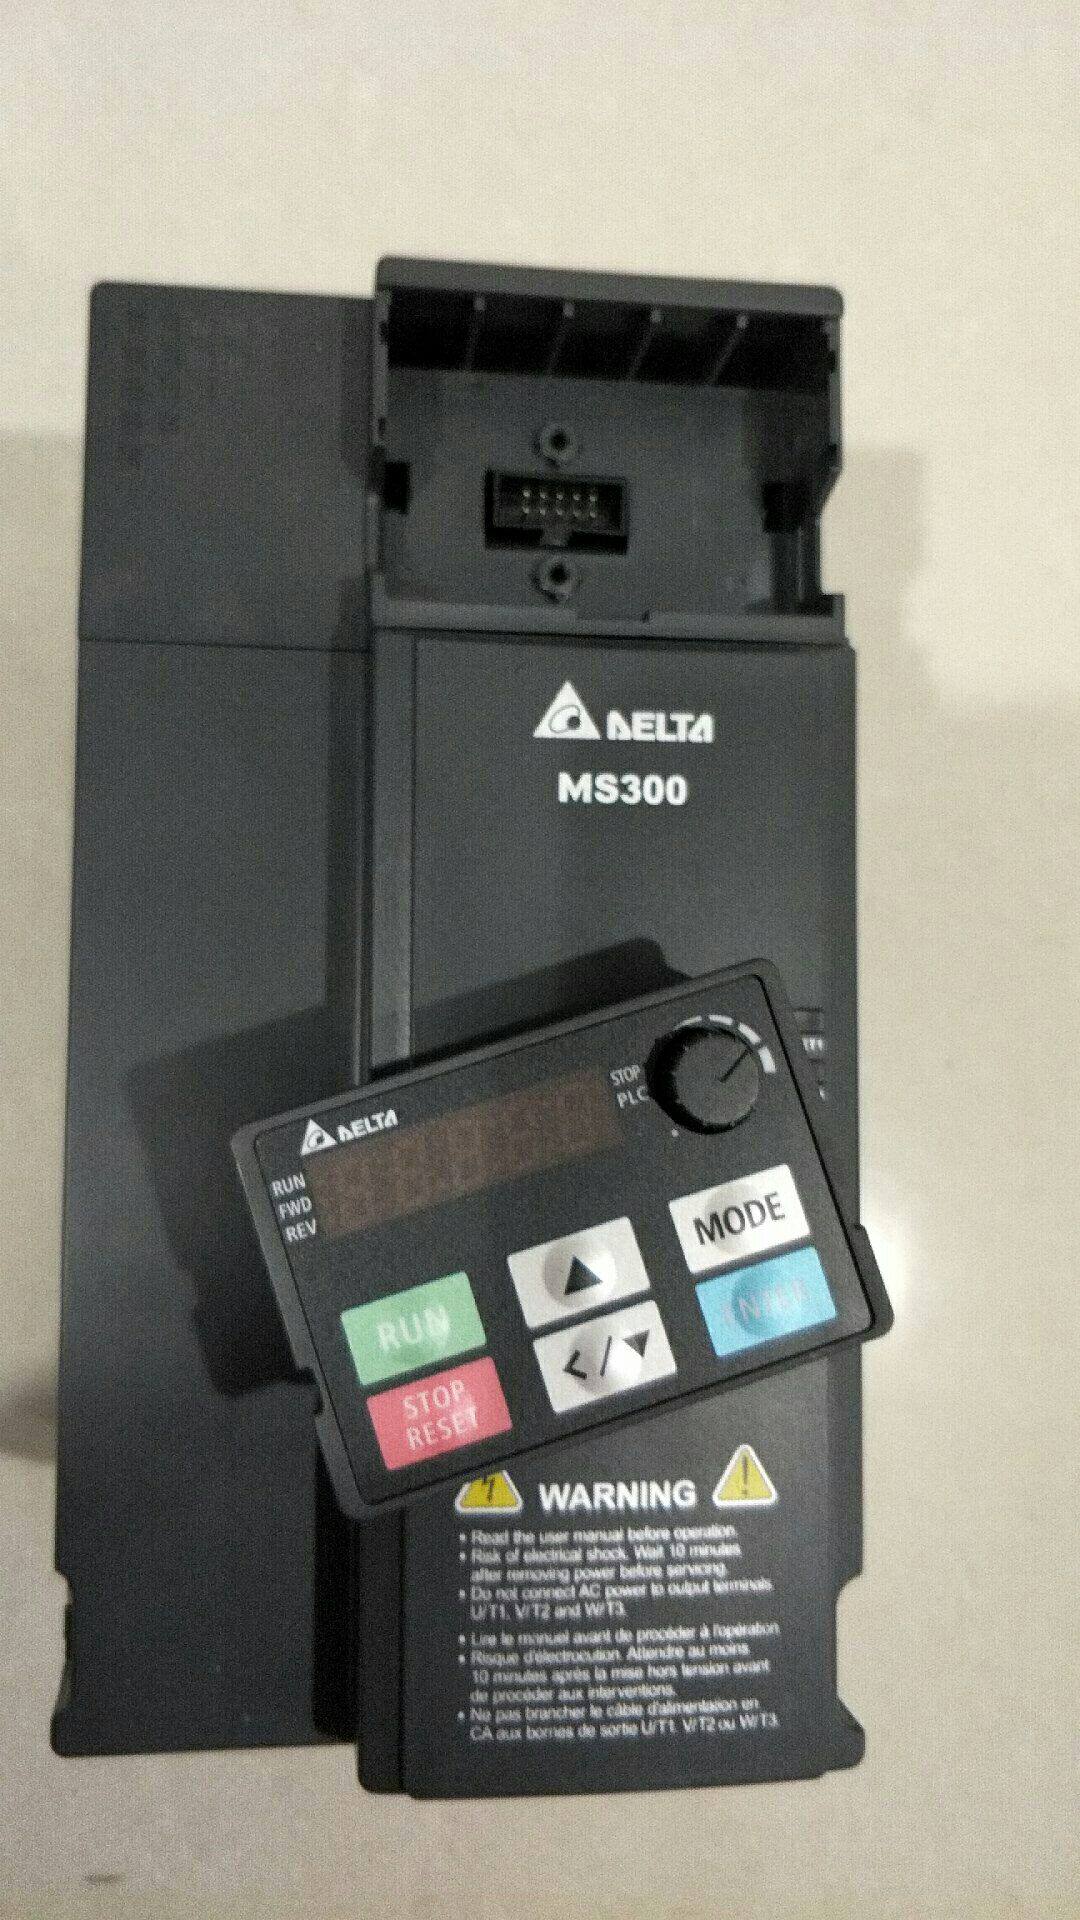 DELTA
MS300
DELTA
STOP
PLC
RUN
FWD
REV
MODE
RUN
ENTER
STOP
RESET
WARNING
• Read the user manual before operation.
• Risk of electrical shock. Wait 10 minutes
after removing power before servicing.
• Do not connect AC power to output terminals
U/T1, V/T2 and W/T3.
• Lire le manuel avant de procéder à l'opération
• Risque d'électrocution. Attendre au moins
10 minutes après la mise hors tension avant
de procéder aux interventions.
• Ne pas brancher le câble d'alimentation en
CA aux bornes de sortie U/T1, V/T2 ou W/T3.